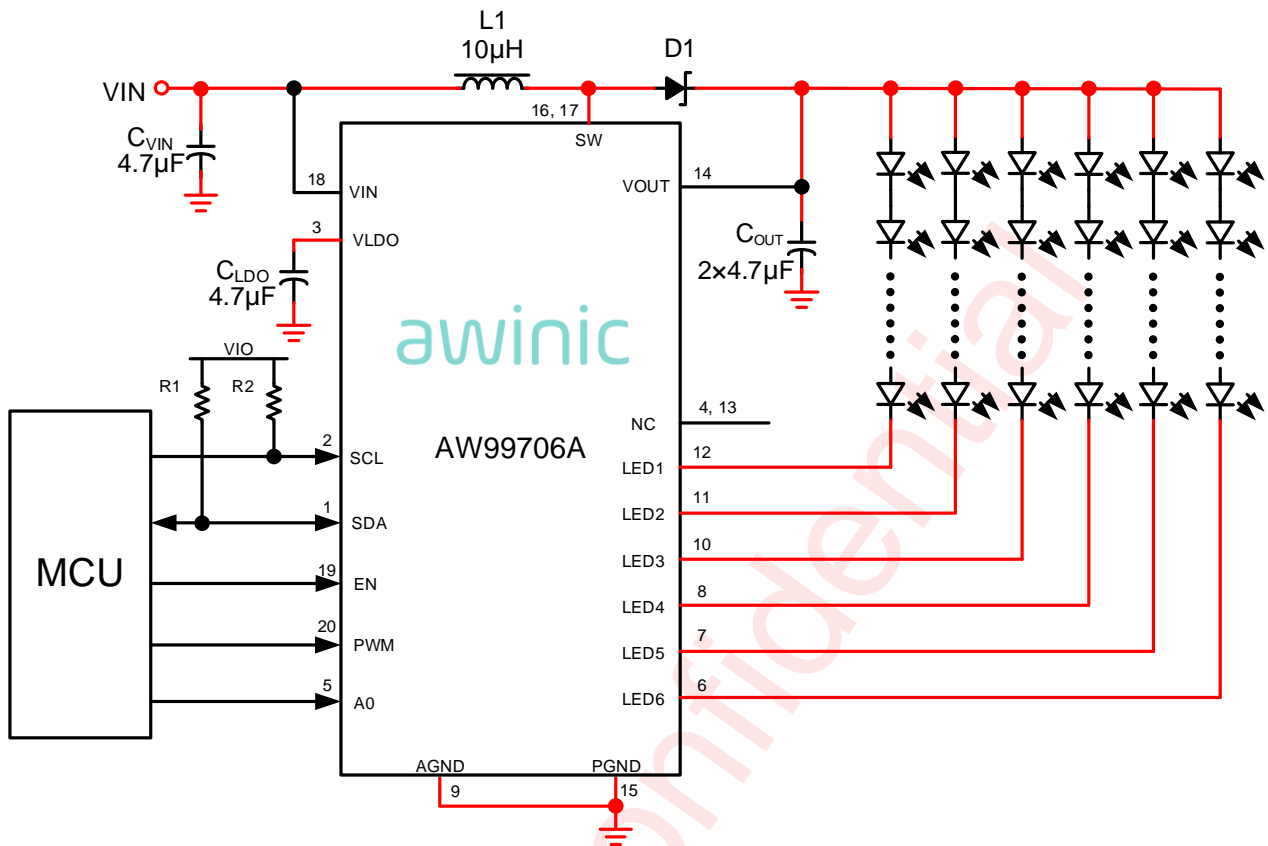 L1
10µH
D1
VIN
16, 17
SW
CVIN
4.7µF
18
VIN
VOUT
14
3
VLDO
COUT
2×4.7µF
CLDO
4.7µF
awinic
VIO
R1
R2
NC
4, 13
AW99706A
2
SCL
LED1
12
1
SDA
LED2
11
MCU
LED3
10
19
EN
LED4
8
20
PWM
LED5
7
5
A0
LED6
6
AGND
PGND
9
15
onfidential